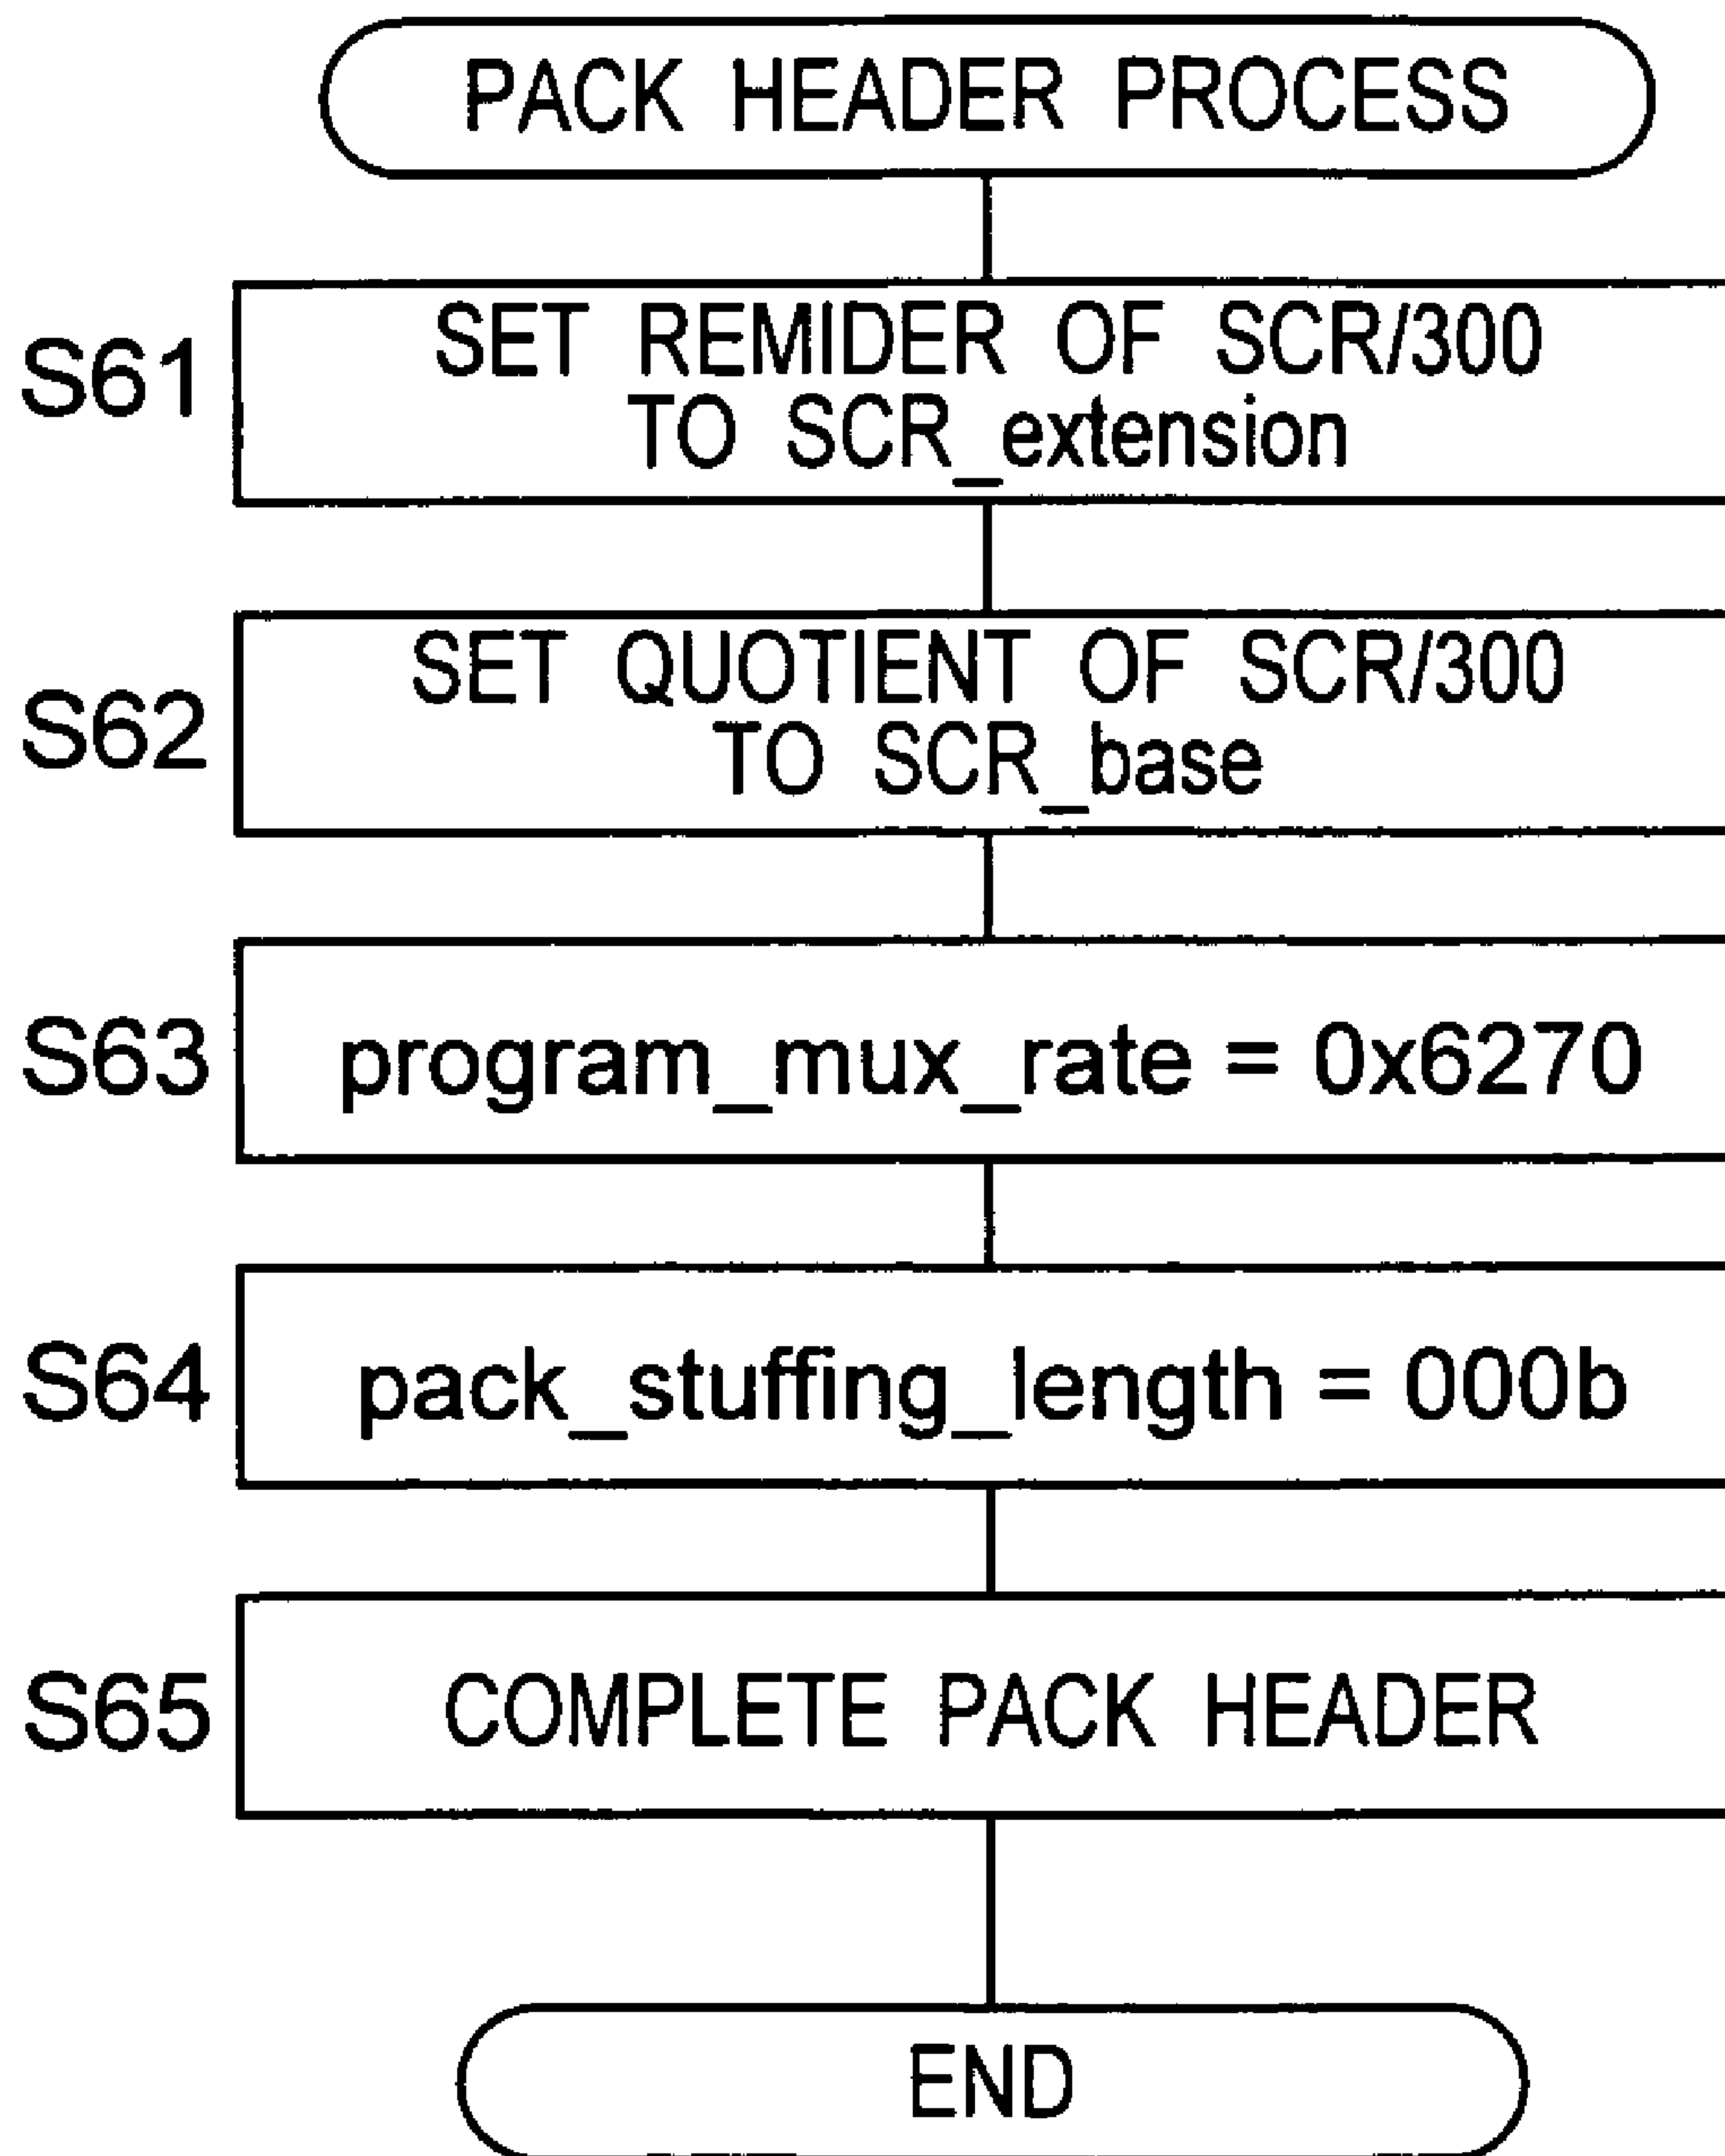 PACK HEADER PROCESS
S61
SET REMIDER OF SCR/300
TO SCR_extension
S62
SET QUOTIENT OF SCR/300
TO SCR_base
S63
program_mux_rate = 0x6270
S64
pack_stuffing_length = 000b
S65
COMPLETE PACK HEADER
END